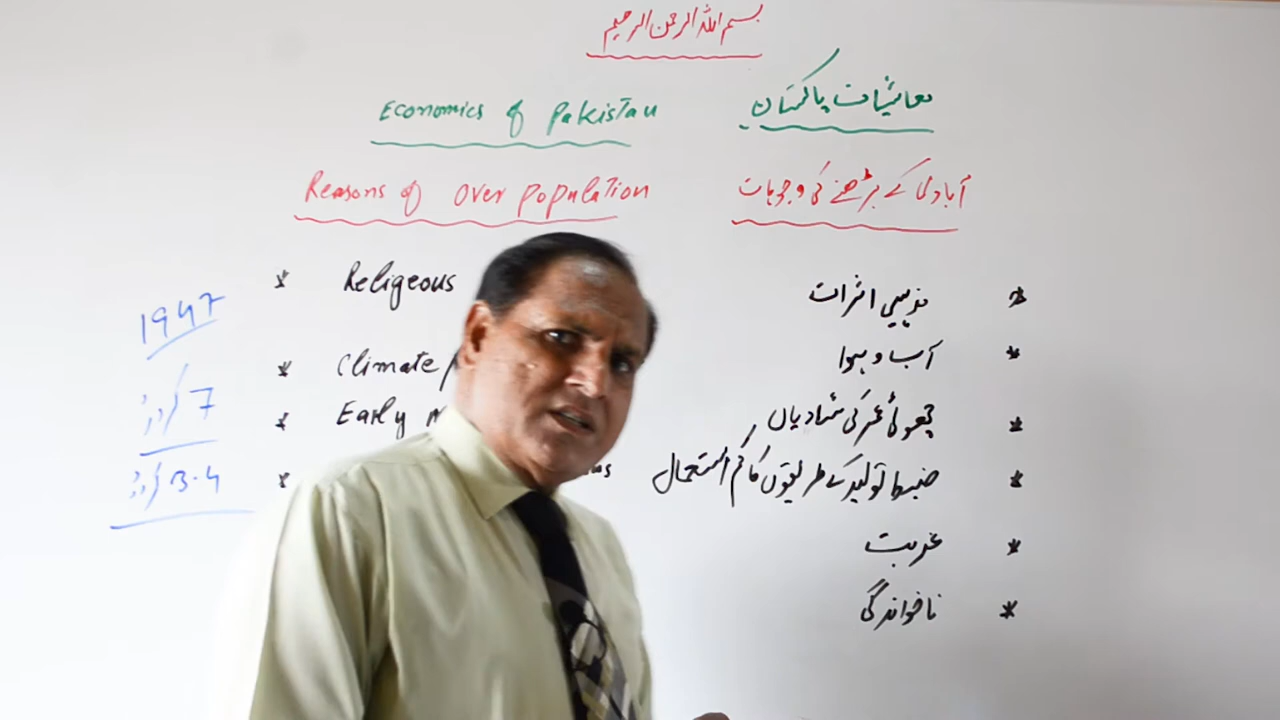 بسم اللہ الرحمن الرحیم
Economics of Pakistan معاشیات پاکستان
Reasons of Over population آبادی کے بڑھنے کی وجوہات
* Religeous مذہبی اثرات *
1947
* Climate آب و ہوا *
7 کروڑ
* Early چھوٹی عمر کی شادیاں *
* ضبط تولید کے طریقوں کا کم استعمال *
غربت *
ناخواندگی *